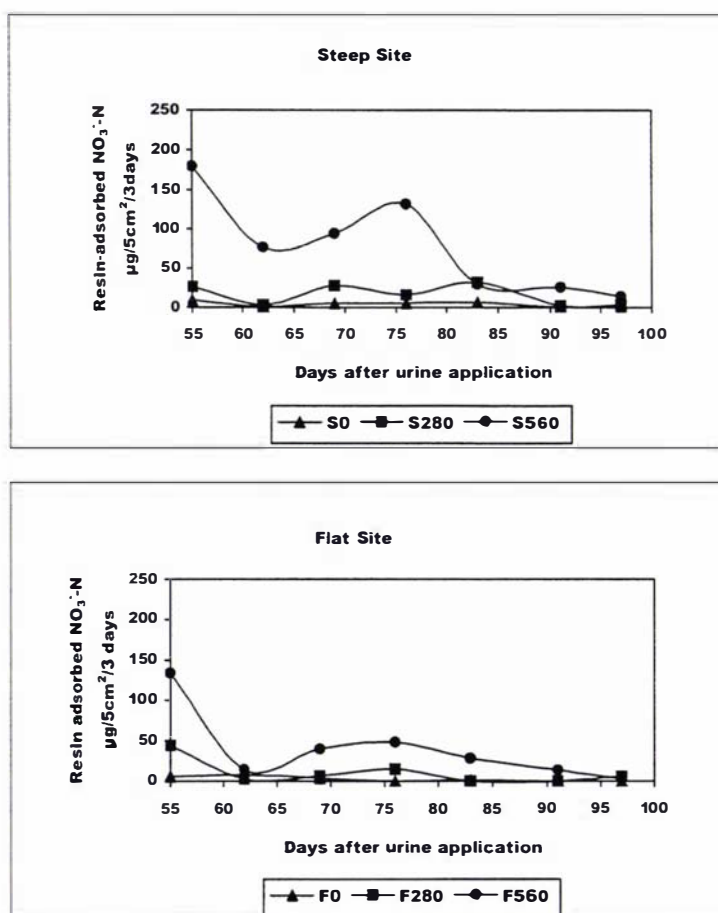 Steep Site
Resin-adsorbed NO₃⁻-N
µg/5cm²/3days
250
200
150
100
50
0
55 60 65 70 75 80 85 90 95 100
Days after urine application
S0 S280 S560
Flat Site
Resin adsorbed NO₃⁻-N
µg/5cm²/3 days
250
200
150
100
50
0
55 60 65 70 75 80 85 90 95 100
Days after urine application
F0 F280 F560